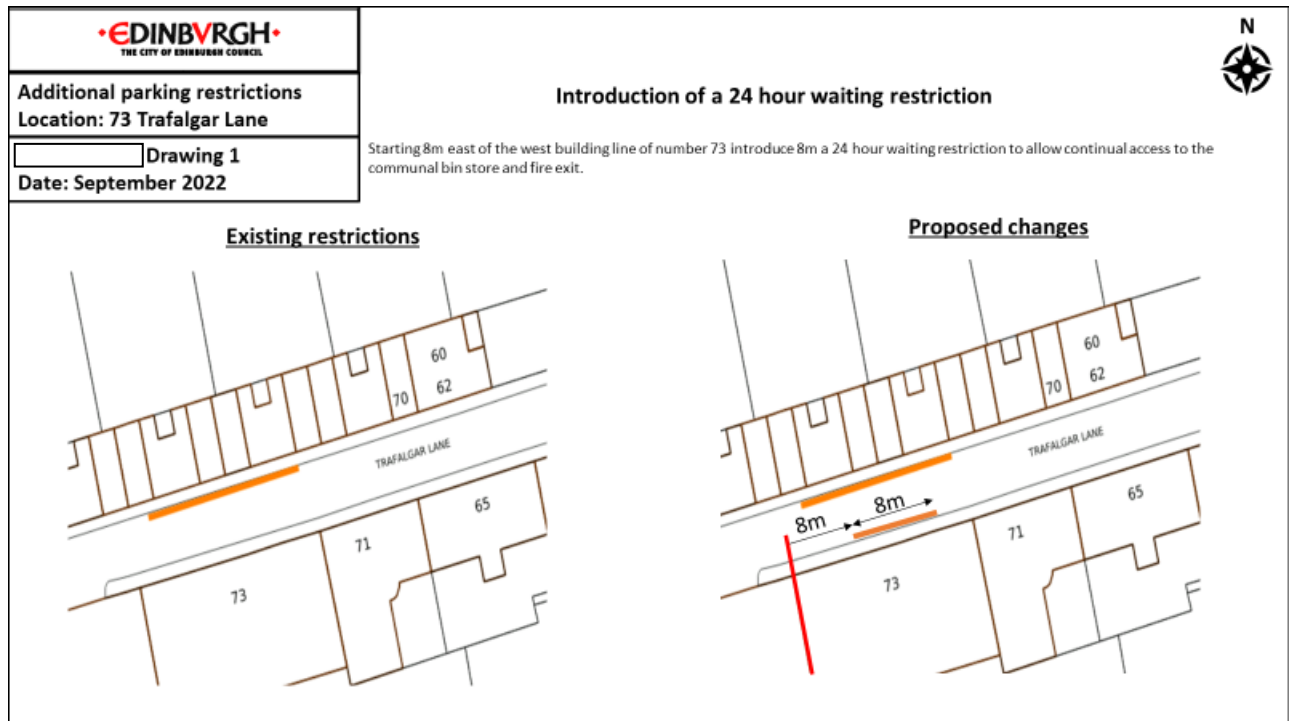 EDINBVRGH
THE CITY OF EDINBURGH COUNCIL
Additional parking restrictions
Location: 73 Trafalgar Lane
Drawing 1
Date: September 2022
N
Introduction of a 24 hour waiting restriction
Starting 8m east of the west building line of number 73 introduce 8m a 24 hour waiting restriction to allow continual access to the
communal bin store and fire exit.
Existing restrictions
60
62
70
TRAFALGAR LANE
65
71
73
Proposed changes
60
62
70
TRAFALGAR LANE
65
8m
8m
71
73